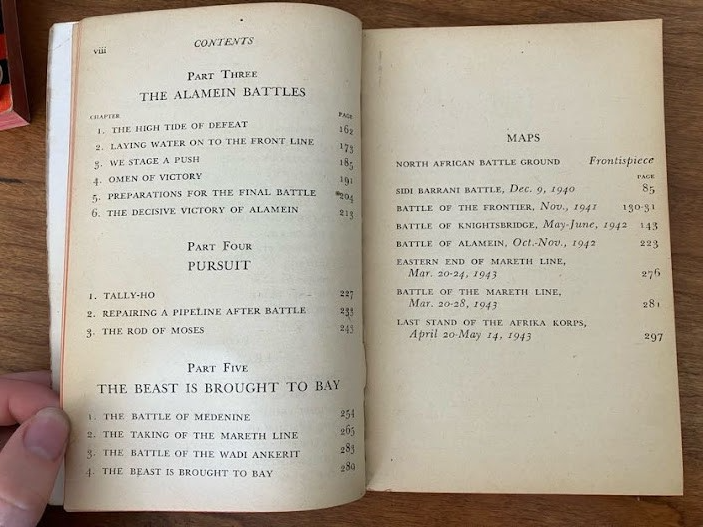 viii
CONTENTS
PART THREE
THE ALAMEIN BATTLES
CHAPTER PAGE
1. THE HIGH TIDE OF DEFEAT 162
2. LAYING WATER ON TO THE FRONT LINE 173
3. WE STAGE A PUSH 185
4. OMEN OF VICTORY 191
5. PREPARATIONS FOR THE FINAL BATTLE 204
6. THE DECISIVE VICTORY OF ALAMEIN 213
PART FOUR
PURSUIT
1. TALLY-HO 227
2. REPAIRING A PIPELINE AFTER BATTLE 233
3. THE ROD OF MOSES 243
PART FIVE
THE BEAST IS BROUGHT TO BAY
1. THE BATTLE OF MEDENINE 254
2. THE TAKING OF THE MARETH LINE 265
3. THE BATTLE OF THE WADI ANKERIT 283
4. THE BEAST IS BROUGHT TO BAY 289
MAPS
NORTH AFRICAN BATTLE GROUND Frontispiece
PAGE
SIDI BARRANI BATTLE, Dec. 9, 1940 85
BATTLE OF THE FRONTIER, Nov., 1941 130-31
BATTLE OF KNIGHTSBRIDGE, May-June, 1942 143
BATTLE OF ALAMEIN, Oct.-Nov., 1942 223
EASTERN END OF MARETH LINE,
Mar. 20-24, 1943 276
BATTLE OF THE MARETH LINE,
Mar. 20-28, 1943 281
LAST STAND OF THE AFRIKA KORPS,
April 20-May 14, 1943 297